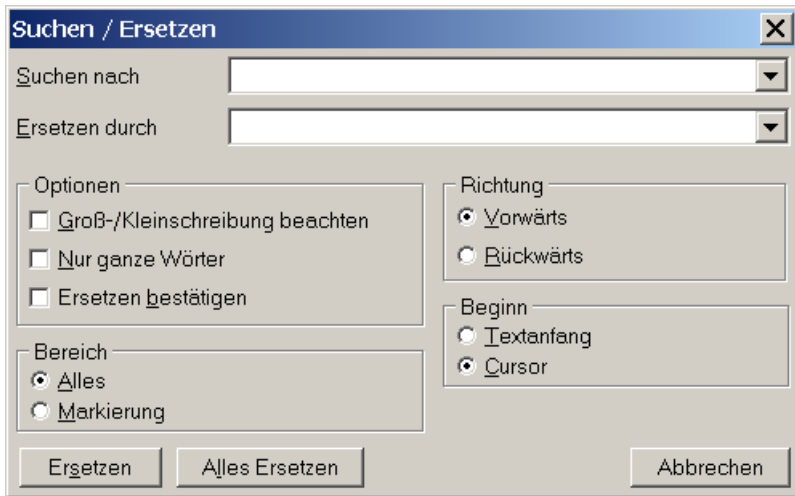 Suchen / Ersetzen
Suchen nach
Ersetzen durch
Optionen
Groß-/Kleinschreibung beachten
Nur ganze Wörter
Ersetzen bestätigen
Richtung
Vorwärts
Rückwärts
Bereich
Alles
Markierung
Beginn
Textanfang
Cursor
Ersetzen
Alles Ersetzen
Abbrechen